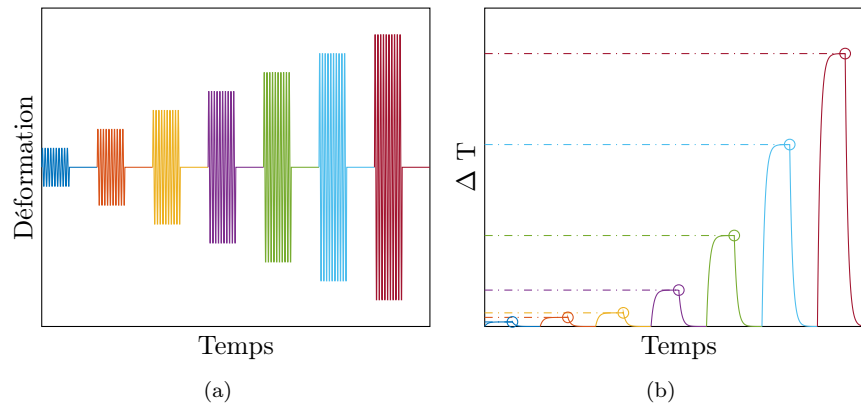 Déformation
Temps
(a)
Δ T
Temps
(b)